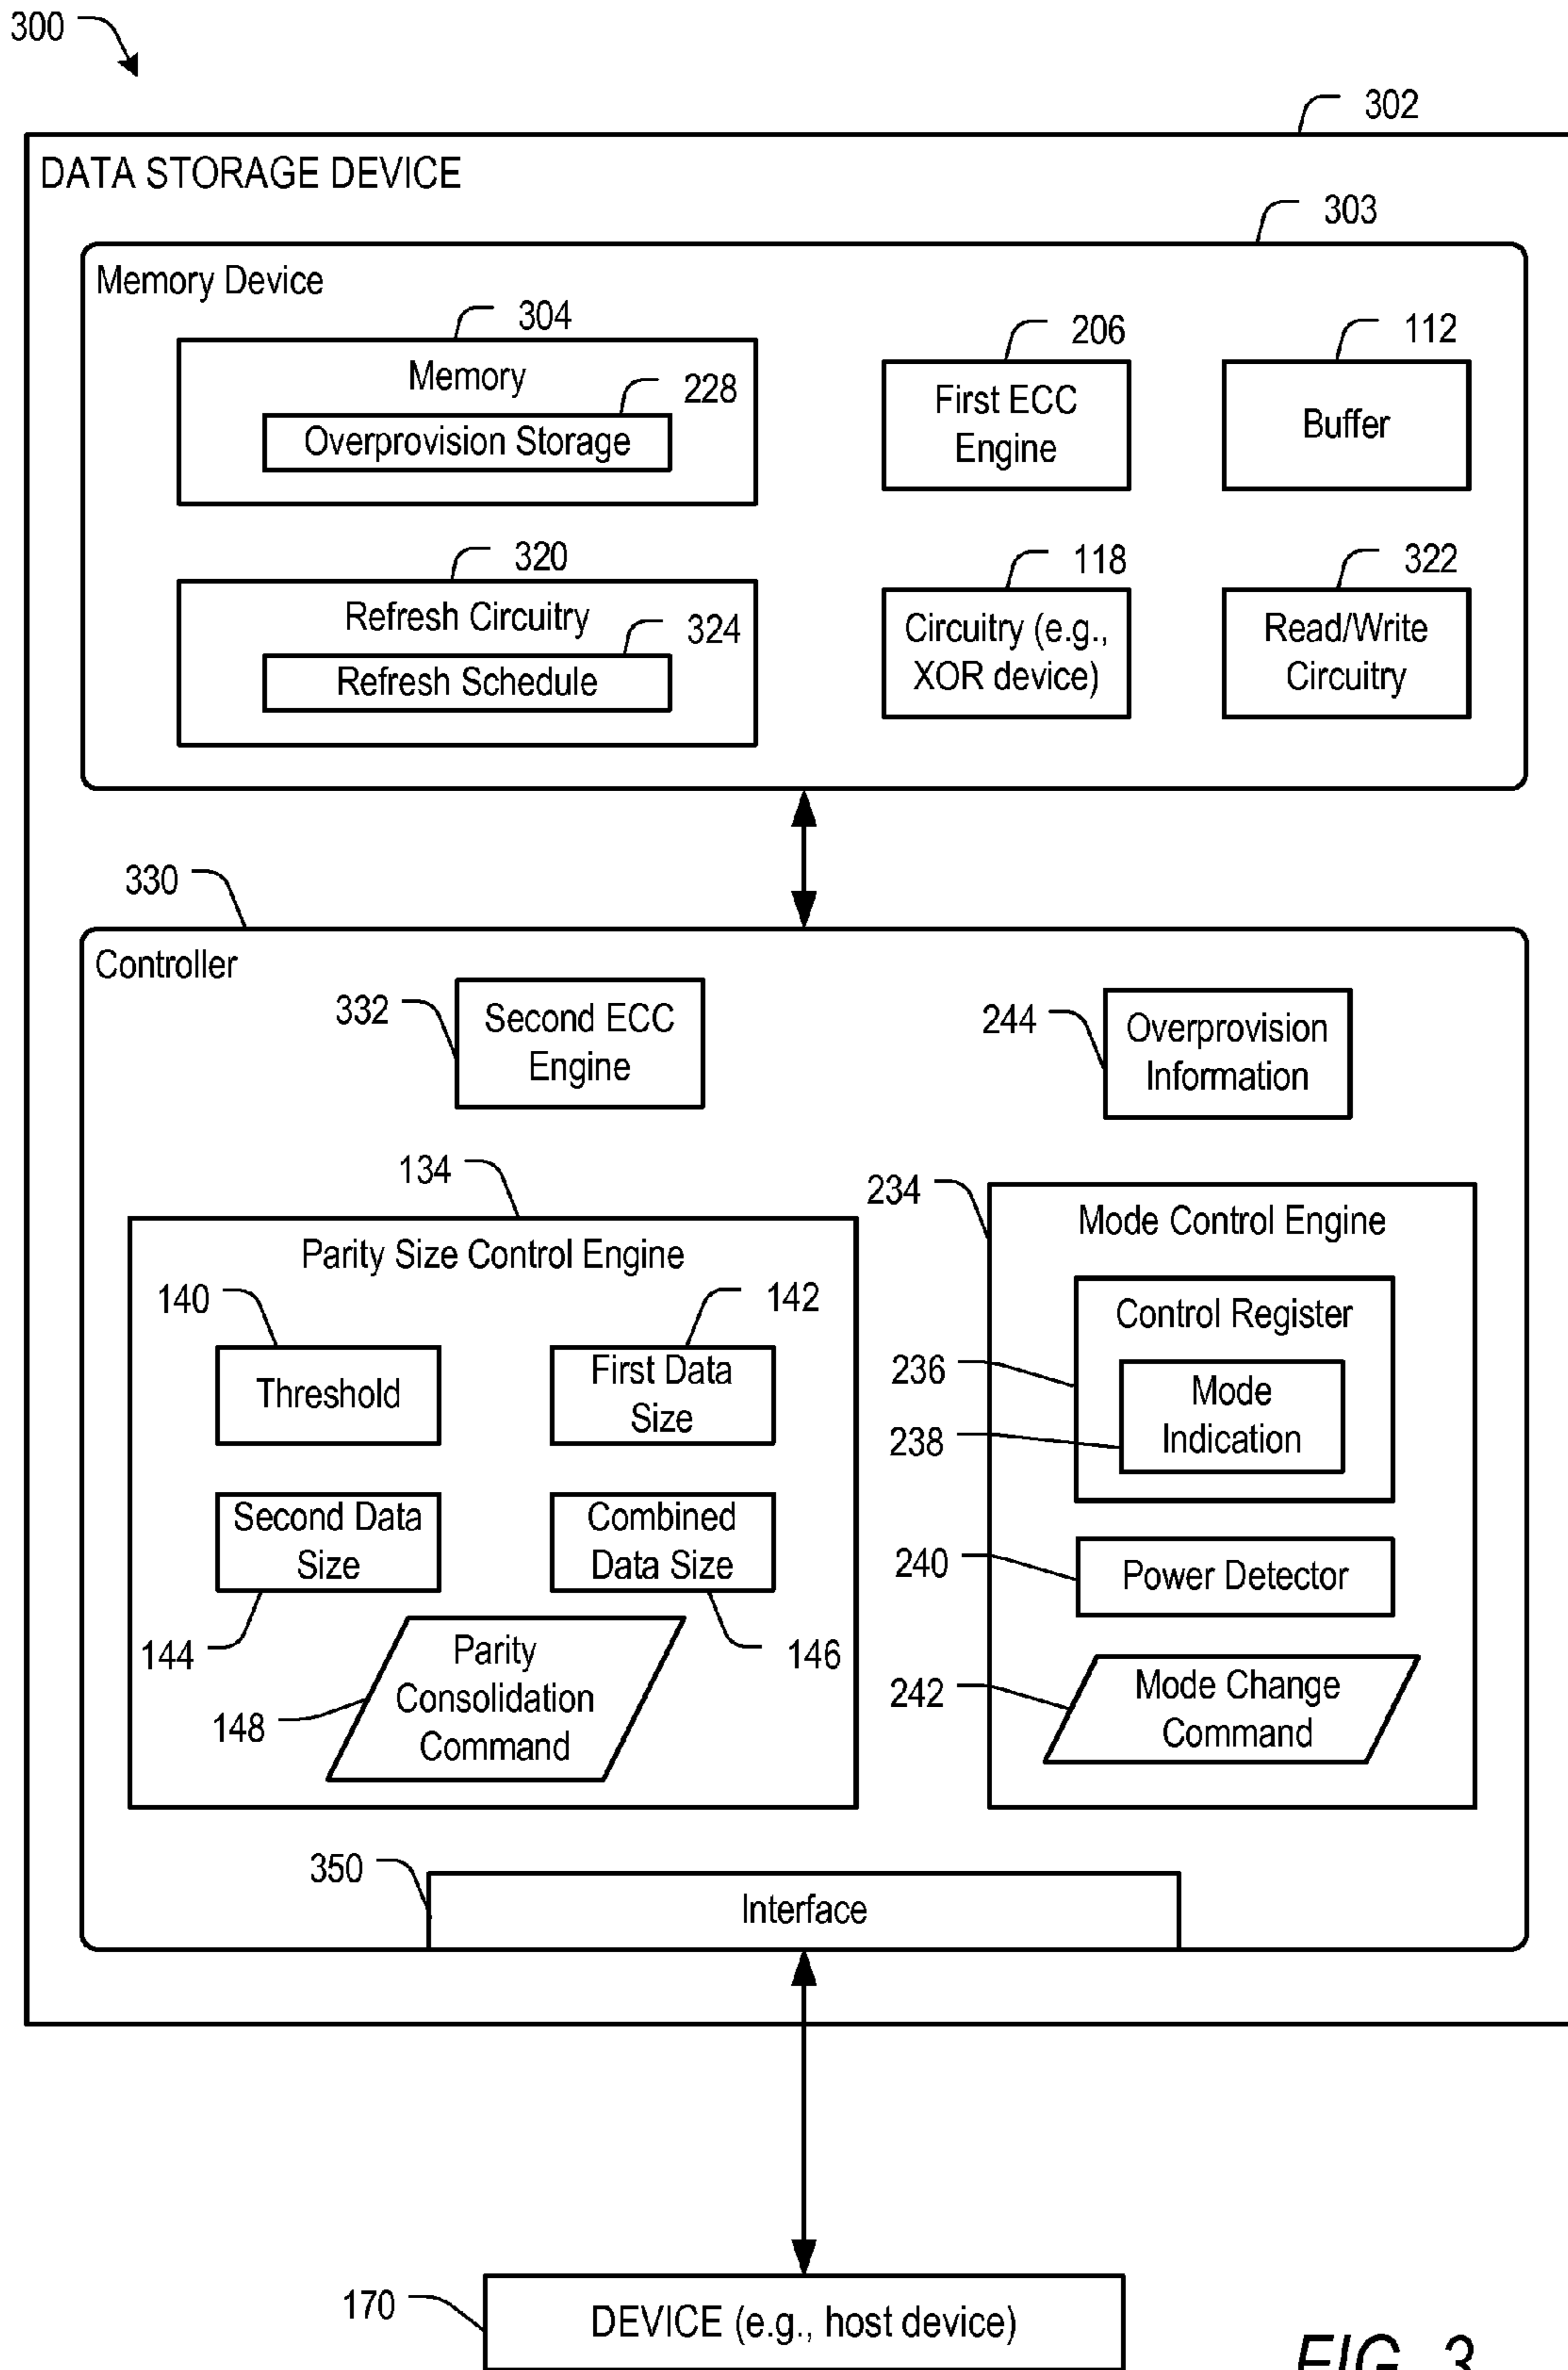 300
302
DATA STORAGE DEVICE
303
Memory Device
304
Memory
228
Overprovision Storage
206
First ECC
Engine
112
Buffer
320
Refresh Circuitry
324
Refresh Schedule
118
Circuitry (e.g.,
XOR device)
322
Read/Write
Circuitry
330
Controller
332
Second ECC
Engine
244
Overprovision
Information
134
Parity Size Control Engine
140
Threshold
142
First Data
Size
Second Data
Size
144
Combined
Data Size
146
Parity
Consolidation
Command
148
234
Mode Control Engine
Control Register
236
Mode
Indication
238
240
Power Detector
242
Mode Change
Command
350
Interface
170
DEVICE (e.g., host device)
FIG. 3